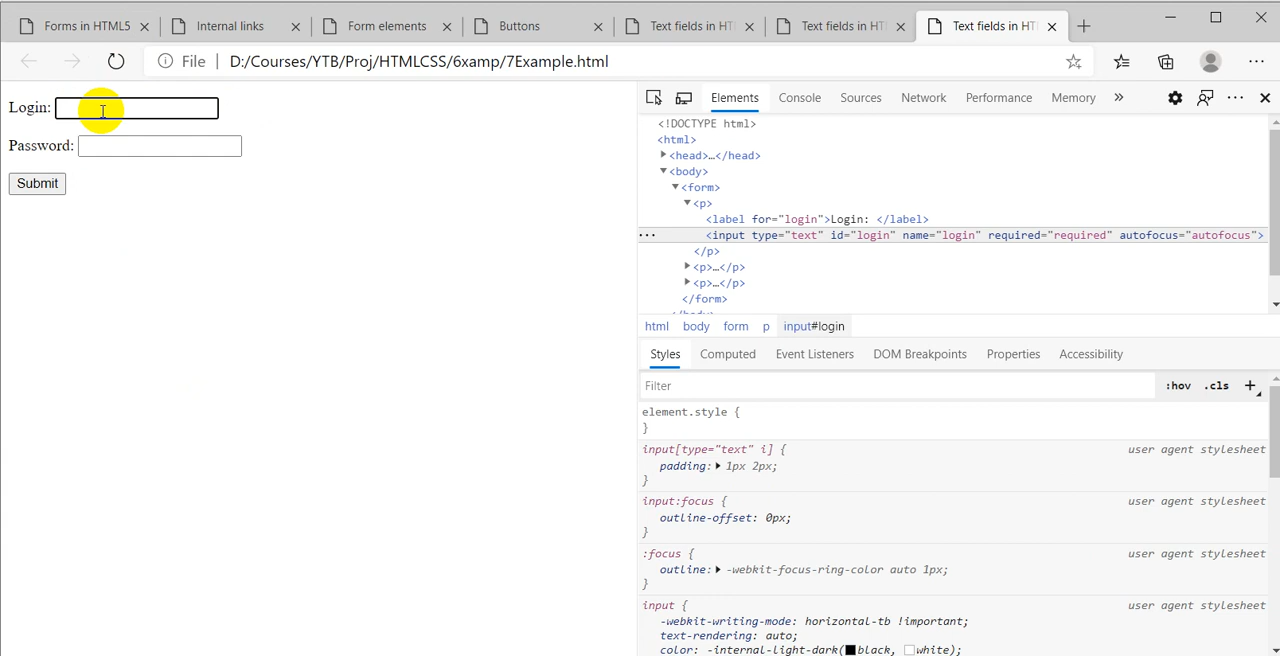 Forms in HTML5
Internal links
Form elements
Buttons
Text fields in HT
Text fields in HT
Text fields in HT
File
D:/Courses/YTB/Proj/HTMLCSS/6xamp/7Example.html
Login:
Password:
Submit
Elements Console Sources Network Performance Memory
<!DOCTYPE html>
<html>
<head>…</head>
<body>
<form>
<p>
<label for="login">Login: </label>
<input type="text" id="login" name="login" required="required" autofocus="autofocus">
</p>
<p>…</p>
<p>…</p>
</form>
</body>
html body form p input#login
Styles Computed Event Listeners DOM Breakpoints Properties Accessibility
Filter
:hov .cls
element.style {
}
input[type="text" i] { user agent stylesheet
padding: 1px 2px;
}
input:focus { user agent stylesheet
outline-offset: 0px;
}
:focus { user agent stylesheet
outline: -webkit-focus-ring-color auto 1px;
}
input { user agent stylesheet
-webkit-writing-mode: horizontal-tb !important;
text-rendering: auto;
color: -internal-light-dark(black, white);